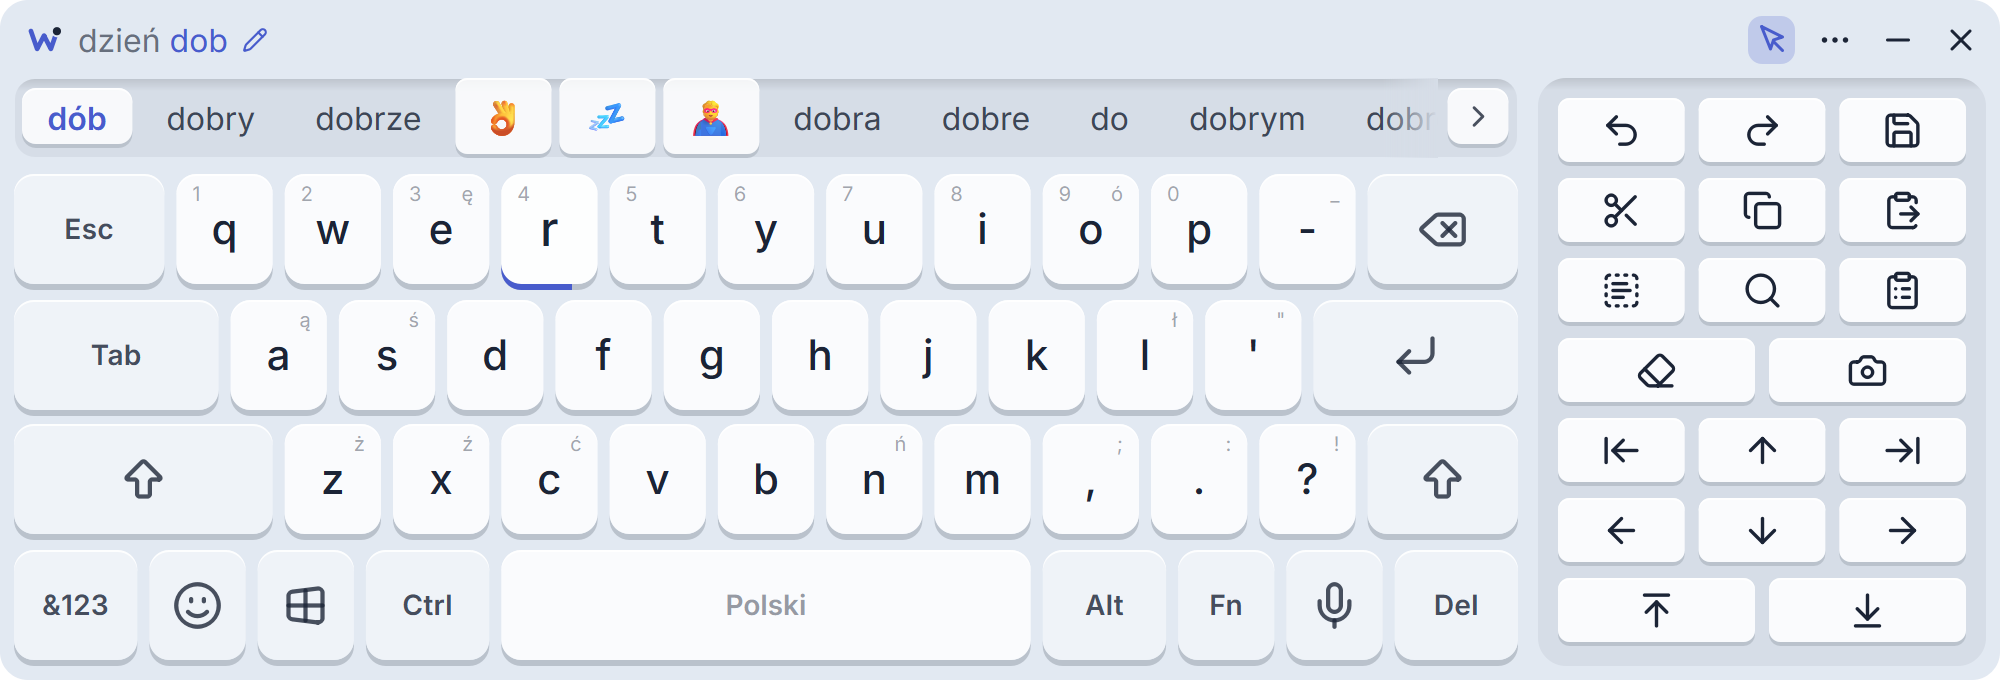 dzień dob
dób dobry dobrze dobra dobre do dobrym dobr
Esc 1 q 2 w 3 ę e 4 r 5 t 6 y 7 u 8 i 9 ó o 0 p _ -
Tab ą a ś s d f g h j k ł l " '
ż z ź x ć c v b ń n m ; , : . ! ?
&123 Ctrl Polski Alt Fn Del